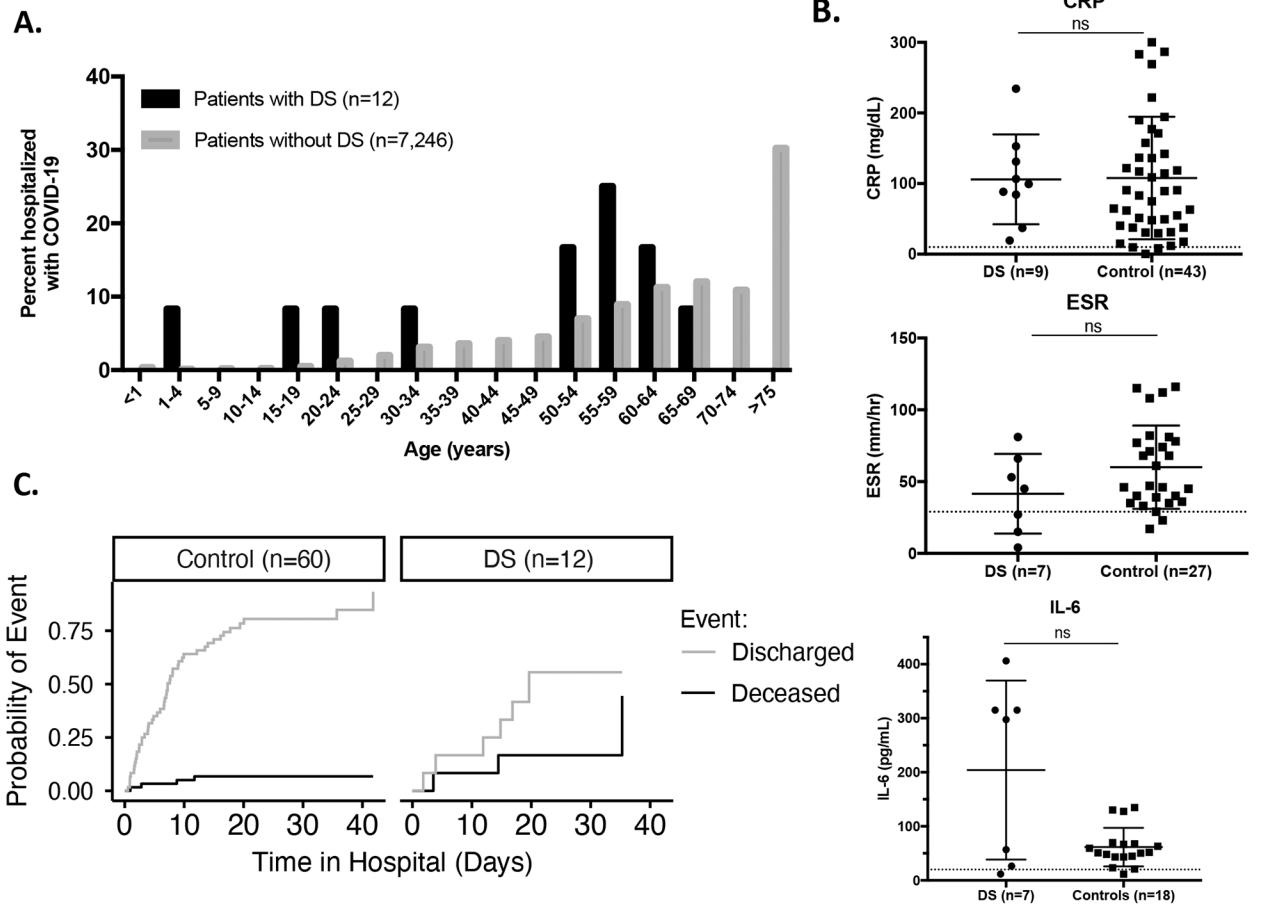 A.
40
30
20
10
0
Percent hospitalized
with COVID-19
Patients with DS (n=12)
Patients without DS (n=7,246)
<1
1-4
5-9
10-14
15-19
20-24
25-29
30-34
35-39
40-44
45-49
50-54
55-59
60-64
65-69
70-74
>75
Age (years)
B.
CRP
ns
300
200
100
0
CRP (mg/dL)
DS (n=9)
Control (n=43)
ESR
ns
150
100
50
0
ESR (mm/hr)
DS (n=7)
Control (n=27)
IL-6
ns
400
300
200
100
0
IL-6 (pg/mL)
DS (n=7)
Controls (n=18)
C.
Control (n=60)
DS (n=12)
Probability of Event
0.75
0.50
0.25
0.00
0 10 20 30 40
0 10 20 30 40
Time in Hospital (Days)
Event:
Discharged
Deceased